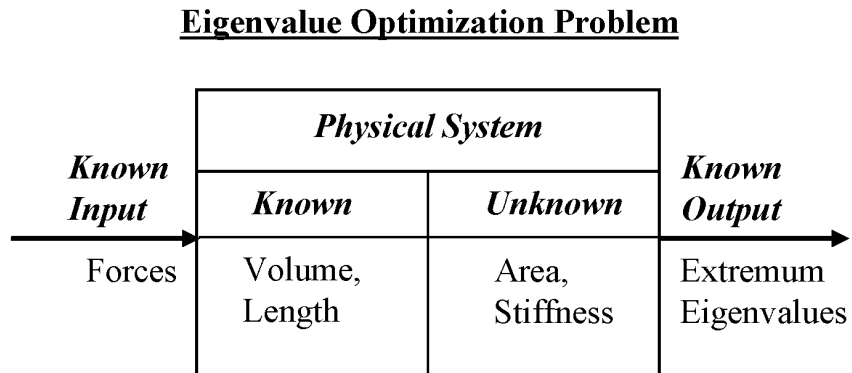 Eigenvalue Optimization Problem
Physical System
Known
Input
Known
Unknown
Known
Output
Forces
Volume,
Length
Area,
Stiffness
Extremum
Eigenvalues